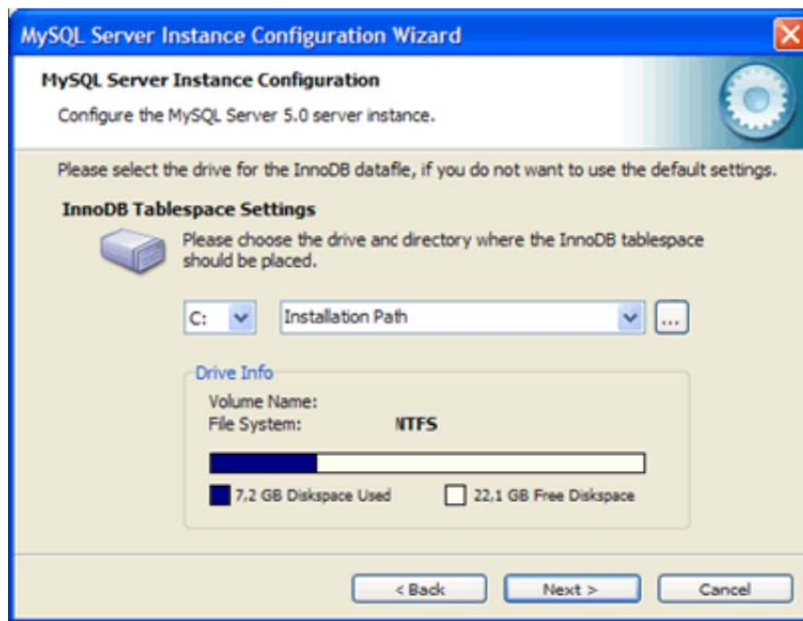 MySQL Server Instance Configuration Wizard
MySQL Server Instance Configuration
Configure the MySQL Server 5.0 server instance.
Please select the drive for the InnoDB datafile, if you do not want to use the default settings.
InnoDB Tablespace Settings
Please choose the drive and directory where the InnoDB tablespace
should be placed.
C: Installation Path ...
Drive Info
Volume Name:
File System: NTFS
7,2 GB Diskspace Used 22,1 GB Free Diskspace
< Back Next > Cancel